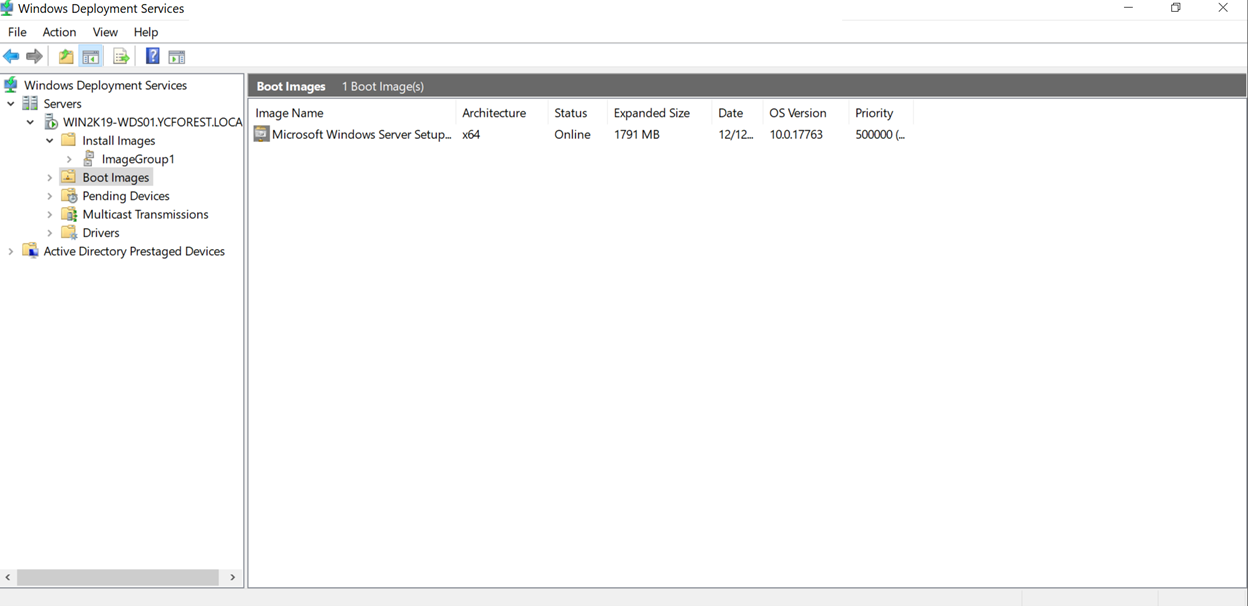 Windows Deployment Services
File Action View Help
Windows Deployment Services
Servers
WIN2K19-WDS01.YCFOREST.LOCA
Install Images
ImageGroup1
Boot Images
Pending Devices
Multicast Transmissions
Drivers
Active Directory Prestaged Devices
Boot Images 1 Boot Image(s)
Image Name Architecture Status Expanded Size Date OS Version Priority
Microsoft Windows Server Setup... x64 Online 1791 MB 12/12... 10.0.17763 500000 (...